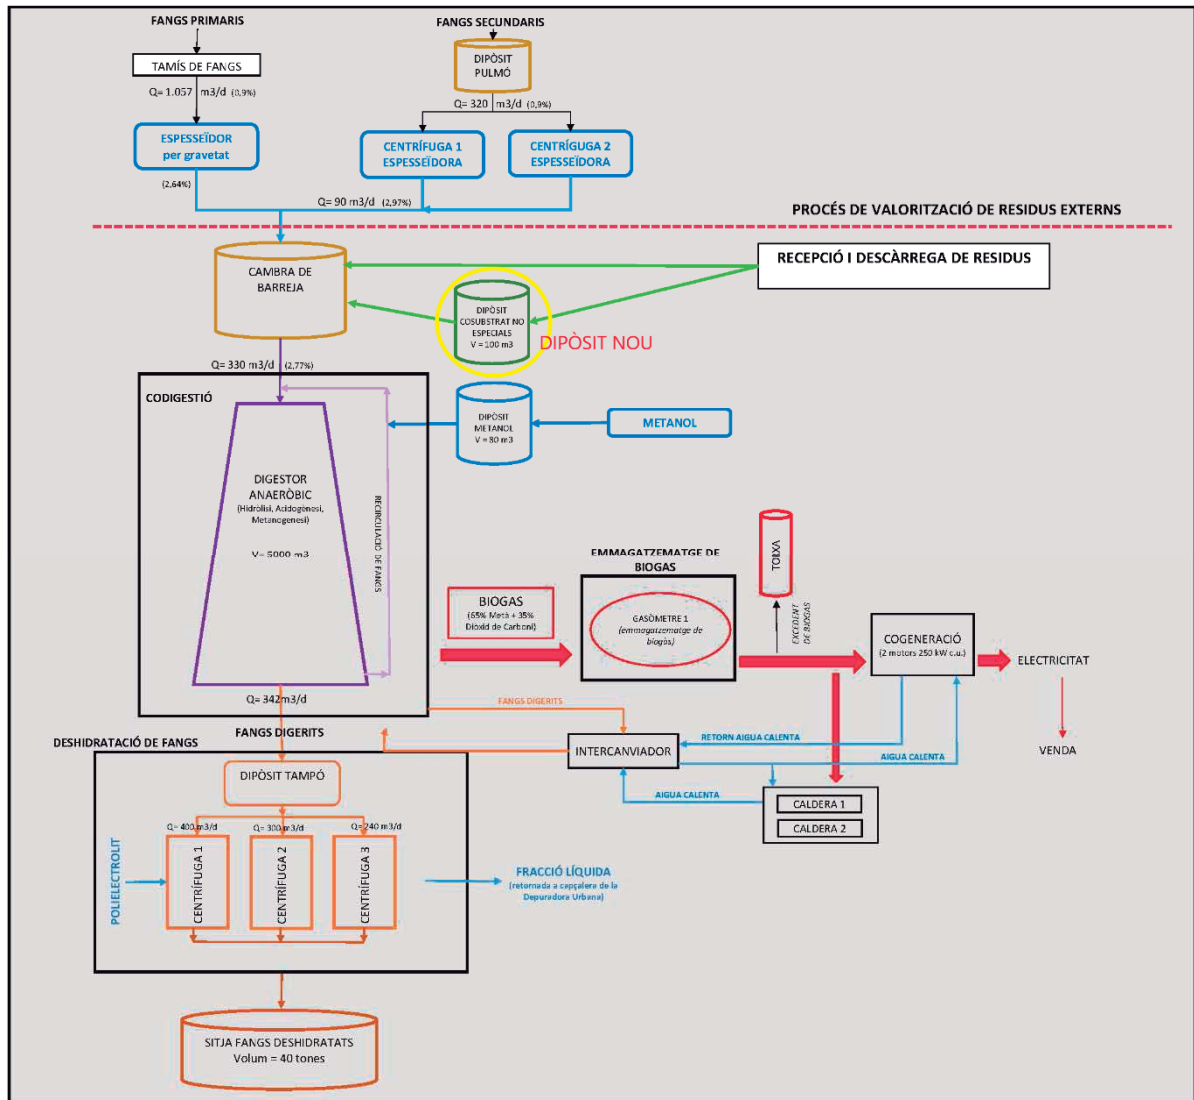 FANGS PRIMARIS
FANGS SECUNDARIS
TAMÍS DE FANGS
DIPÒSIT
PULMÓ
Q= 1.057 m3/d (0,9%)
Q= 320 m3/d (0,9%)
ESPESSEÏDOR
per gravetat
CENTRÍFUGA 1
ESPESSEÏDORA
CENTRÍGUGA 2
ESPESSEÏDORA
(2,64%)
Q= 90 m3/d (2,97%)
PROCÉS DE VALORITZACIÓ DE RESIDUS EXTERNS
CAMBRA DE
BARREJA
RECEPCIÓ I DESCÀRREGA DE RESIDUS
DIPÒSIT
COSUBSTRAT NO
ESPECIALS
V = 100 m3
DIPÒSIT NOU
Q= 330 m3/d (2,77%)
CODIGESTIÓ
DIPÒSIT
METANOL
V = 80 m3
METANOL
DIGESTOR
ANAERÒBIC
(Hidròlisi, Acidogènesi,
Metanogenesi)
V= 5000 m3
RECIRCULACIÓ DE FANGS
EMMAGATZEMATGE DE
BIOGAS
TORXA
BIOGAS
(65% Metà + 35%
Diòxid de Carboni)
GASÒMETRE 1
(emmagatzematge de
biogàs)
EXCEDENT
DE BIOGAS
COGENERACIÓ
(2 motors 250 kW c.u.)
ELECTRICITAT
Q= 342m3/d
FANGS DIGERITS
FANGS DIGERITS
DESHIDRATACIÓ DE FANGS
INTERCANVIADOR
RETORN AIGUA CALENTA
AIGUA CALENTA
VENDA
DIPÒSIT TAMPÓ
AIGUA CALENTA
CALDERA 1
CALDERA 2
Q= 400 m3/d
Q= 300 m3/d
Q=240 m3/d
POLIELECTROLIT
CENTRÍFUGA 1
CENTRÍFUGA 2
CENTRÍFUGA 3
FRACCIÓ LÍQUIDA
(retornada a capçalera de la
Depuradora Urbana)
SITJA FANGS DESHIDRATATS
Volum = 40 tones